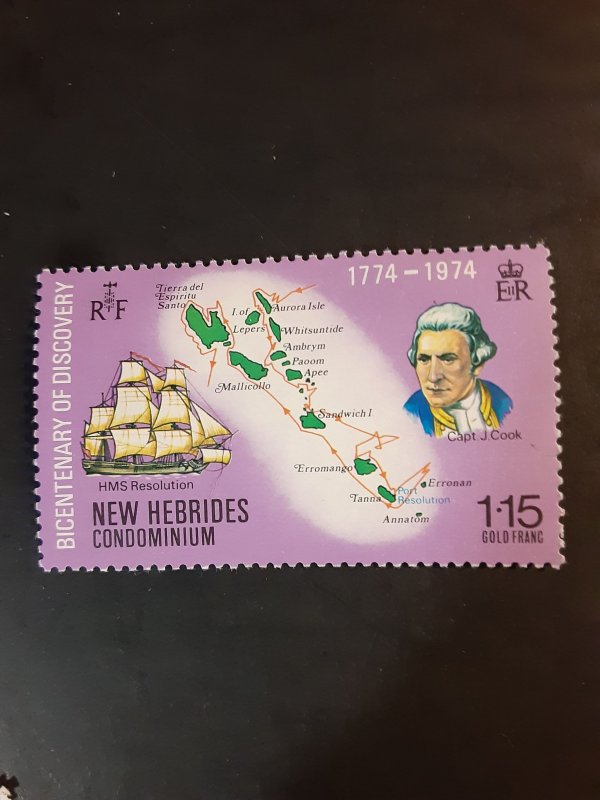 BICENTENARY OF DISCOVERY
RF
1774-1974
EIIR
Tierra del
Espiritu
Santo
I. of
Lepers
Aurora Isle
Whitsuntide
Ambrym
Paoom
Apee
Mallicollo
Sandwich I.
Capt J. Cook
HMS Resolution
Erromango
Erronan
Tanna
Port
Resolution
Annatom
NEW HEBRIDES
CONDOMINIUM
1·15
GOLD FRANC